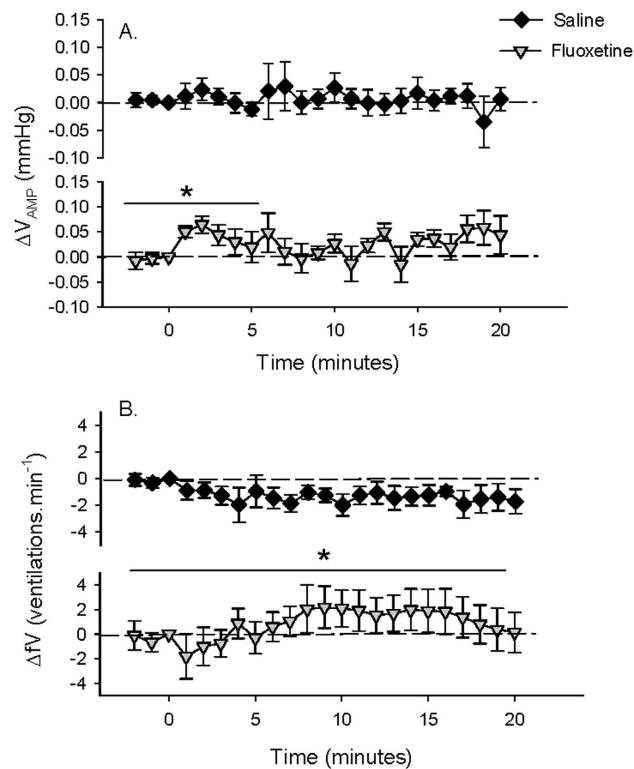 A.
Saline
Fluoxetine
0.15
0.10
0.05
0.00
-0.05
-0.10
ΔV_AMP (mmHg)
*
0.15
0.10
0.05
0.00
-0.05
-0.10
0 5 10 15 20
Time (minutes)
B.
4
2
0
-2
-4
ΔfV (ventilations.min⁻¹)
*
4
2
0
-2
-4
0 5 10 15 20
Time (minutes)